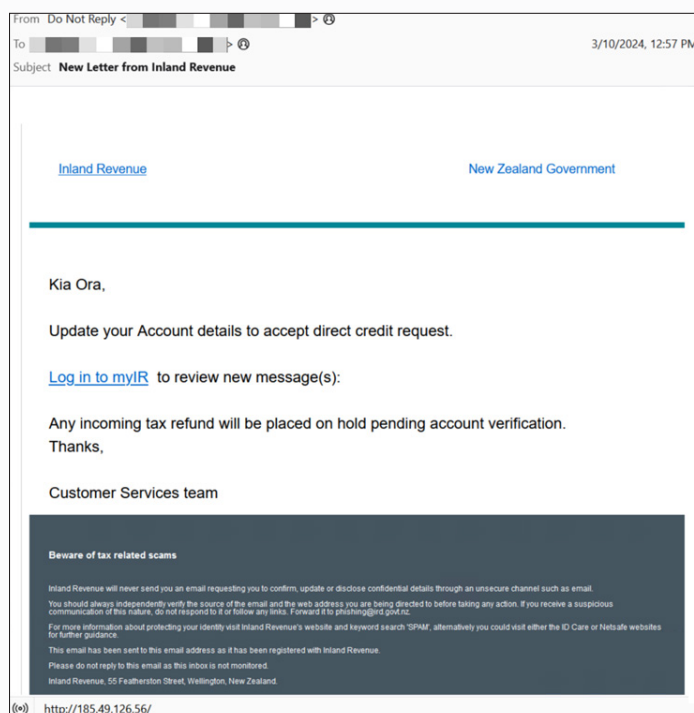 From Do Not Reply < >
To >
3/10/2024, 12:57 PM
Subject New Letter from Inland Revenue
Inland Revenue New Zealand Government
Kia Ora,
Update your Account details to accept direct credit request.
Log in to myIR to review new message(s):
Any incoming tax refund will be placed on hold pending account verification.
Thanks,
Customer Services team
Beware of tax related scams
Inland Revenue will never send you an email requesting you to confirm, update or disclose confidential details through an unsecure channel such as email.
You should always independently verify the source of the email and the web address you are being directed to before taking any action. If you receive a suspicious
communication of this nature, do not respond to it or follow any links. Forward it to phishing@ird.govt.nz.
For more information about protecting your identity visit Inland Revenue's website and keyword search 'SPAM', alternatively you could visit either the ID Care or Netsafe websites
for further guidance.
This email has been sent to this email address as it has been registered with Inland Revenue.
Please do not reply to this email as this inbox is not monitored.
Inland Revenue, 55 Featherston Street, Wellington, New Zealand.
http://185.49.126.56/